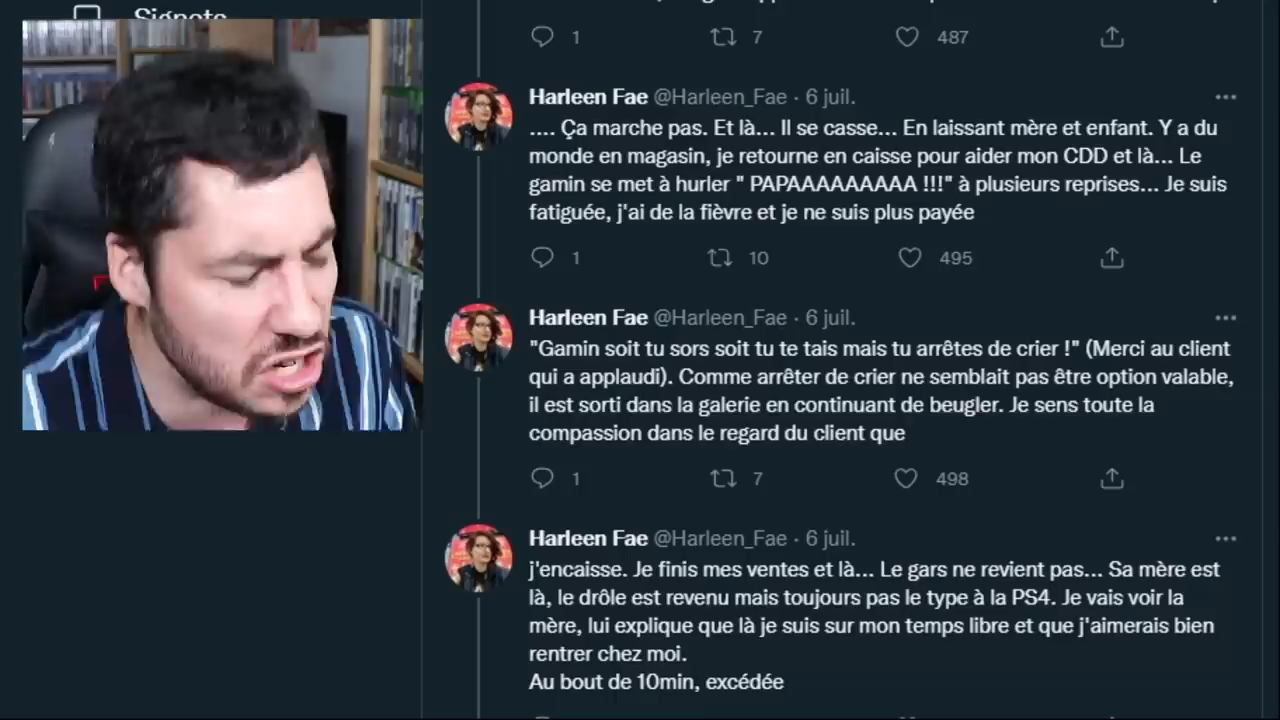 Signets
1 7 487
Harleen Fae @Harleen_Fae · 6 juil.
.... Ça marche pas. Et là... Il se casse... En laissant mère et enfant. Y a du
monde en magasin, je retourne en caisse pour aider mon CDD et là... Le
gamin se met à hurler " PAPAAAAAAAAA !!!" à plusieurs reprises... Je suis
fatiguée, j'ai de la fièvre et je ne suis plus payée
1 10 495
Harleen Fae @Harleen_Fae · 6 juil.
"Gamin soit tu sors soit tu te tais mais tu arrêtes de crier !" (Merci au client
qui a applaudi). Comme arrêter de crier ne semblait pas être option valable,
il est sorti dans la galerie en continuant de beugler. Je sens toute la
compassion dans le regard du client que
1 7 498
Harleen Fae @Harleen_Fae · 6 juil.
j'encaisse. Je finis mes ventes et là... Le gars ne revient pas... Sa mère est
là, le drôle est revenu mais toujours pas le type à la PS4. Je vais voir la
mère, lui explique que là je suis sur mon temps libre et que j'aimerais bien
rentrer chez moi.
Au bout de 10min, excédée